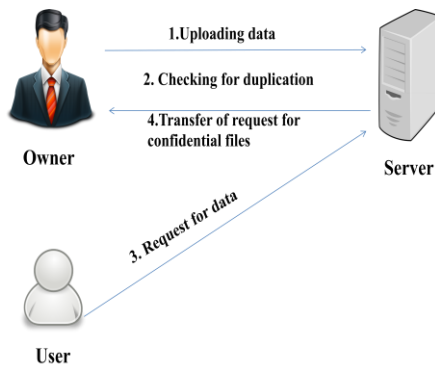 1.Uploading data
2. Checking for duplication
4.Transfer of request for
confidential files
Owner
Server
3. Request for data
User